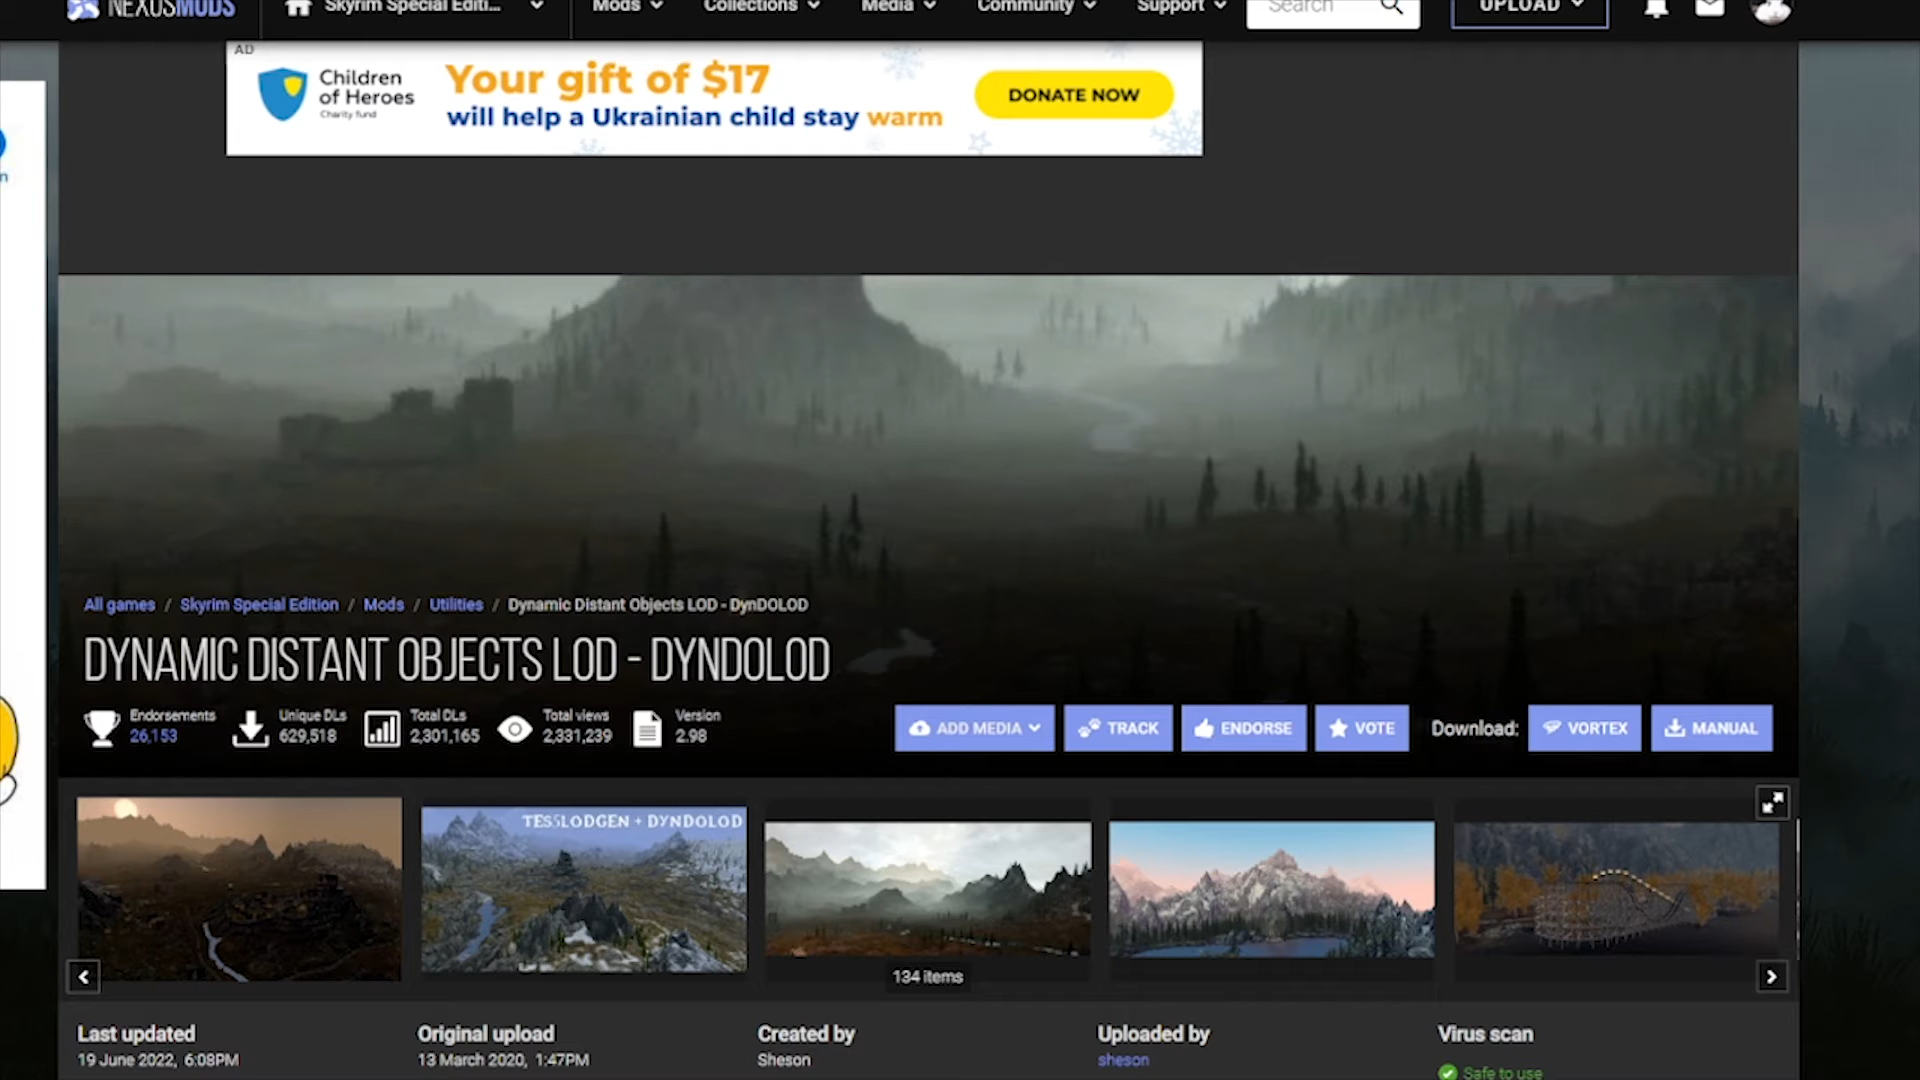 NEXUSMODS
Skyrim Special Editi...
Mods
Collections
Media
Community
Support
Search
UPLOAD
AD
Children
of Heroes
Charity fund
Your gift of $17
will help a Ukrainian child stay warm
DONATE NOW
n
All games / Skyrim Special Edition / Mods / Utilities / Dynamic Distant Objects LOD - DynDOLOD
DYNAMIC DISTANT OBJECTS LOD - DYNDOLOD
Endorsements
26,153
Unique DLs
629,518
Total DLs
2,301,165
Total views
2,331,239
Version
2.98
ADD MEDIA
TRACK
ENDORSE
VOTE
Download:
VORTEX
MANUAL
TES5LODGEN + DYNDOLOD
134 items
Last updated
19 June 2022, 6:08PM
Original upload
13 March 2020, 1:47PM
Created by
Sheson
Uploaded by
sheson
Virus scan
Safe to use